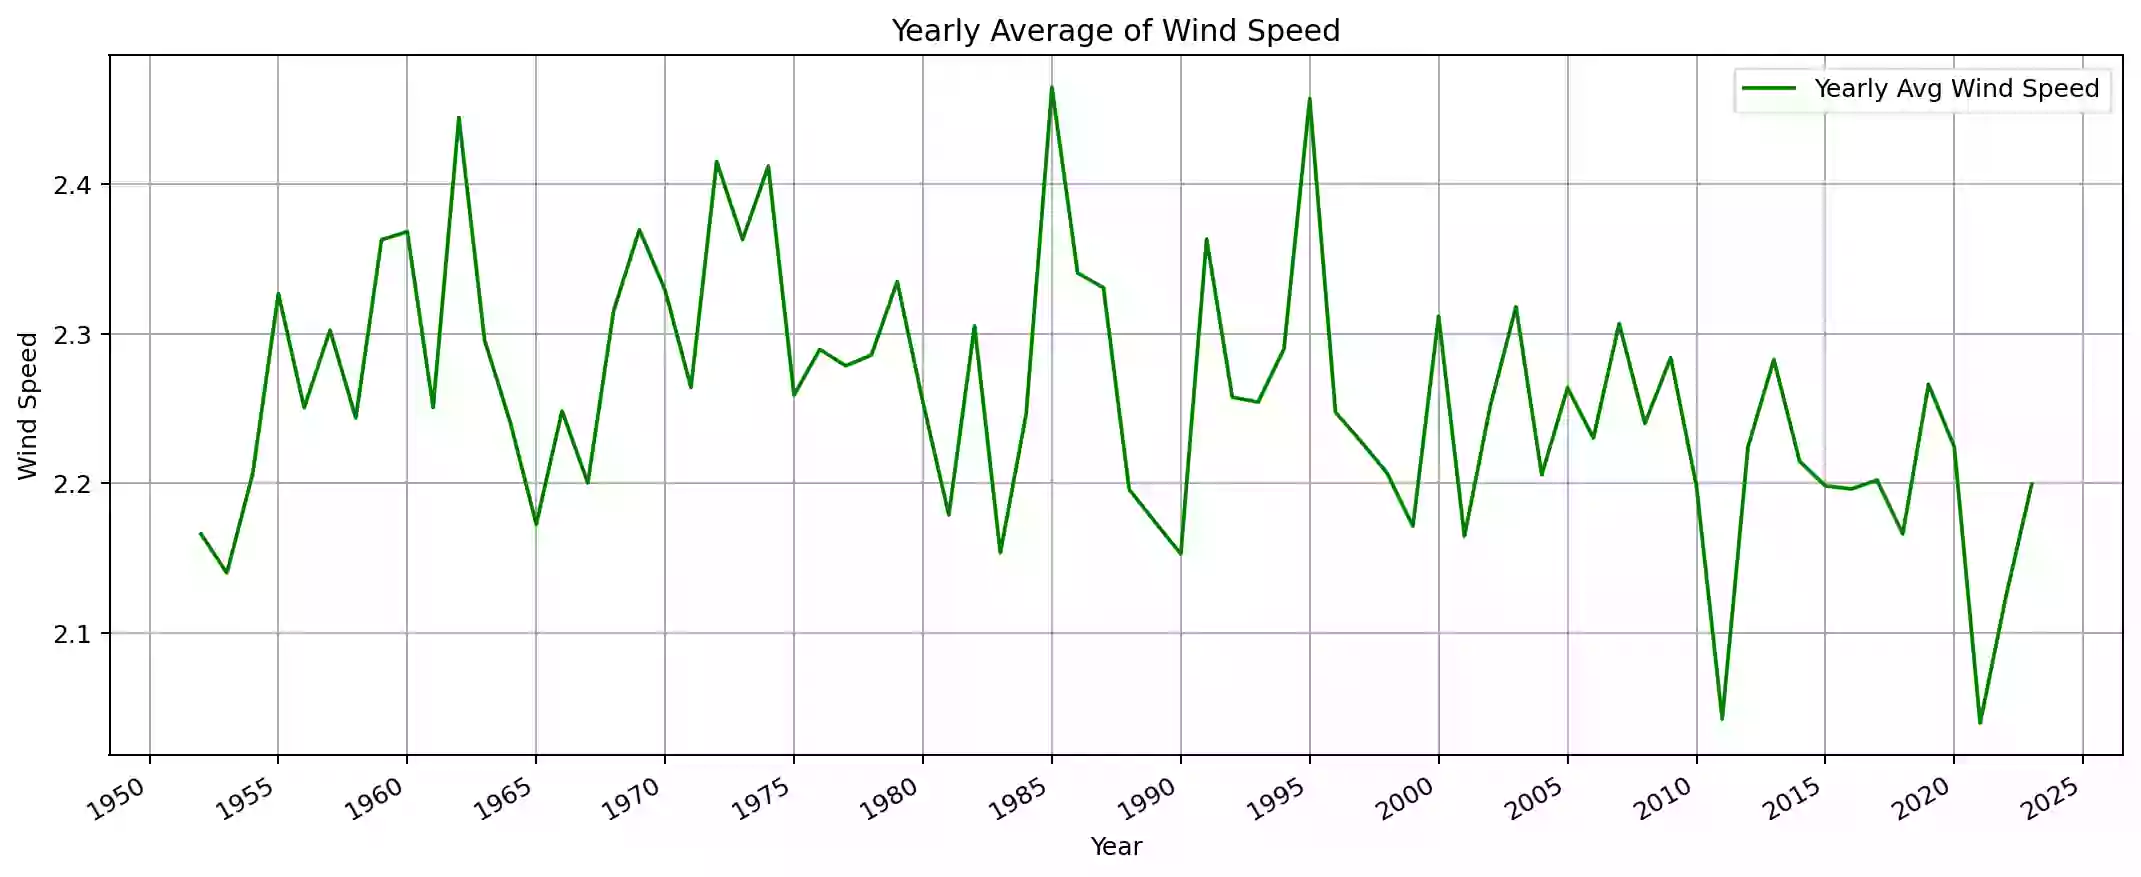 Yearly Average of Wind Speed
Yearly Avg Wind Speed
2.4
2.3
2.2
2.1
Wind Speed
1950 1955 1960 1965 1970 1975 1980 1985 1990 1995 2000 2005 2010 2015 2020 2025
Year